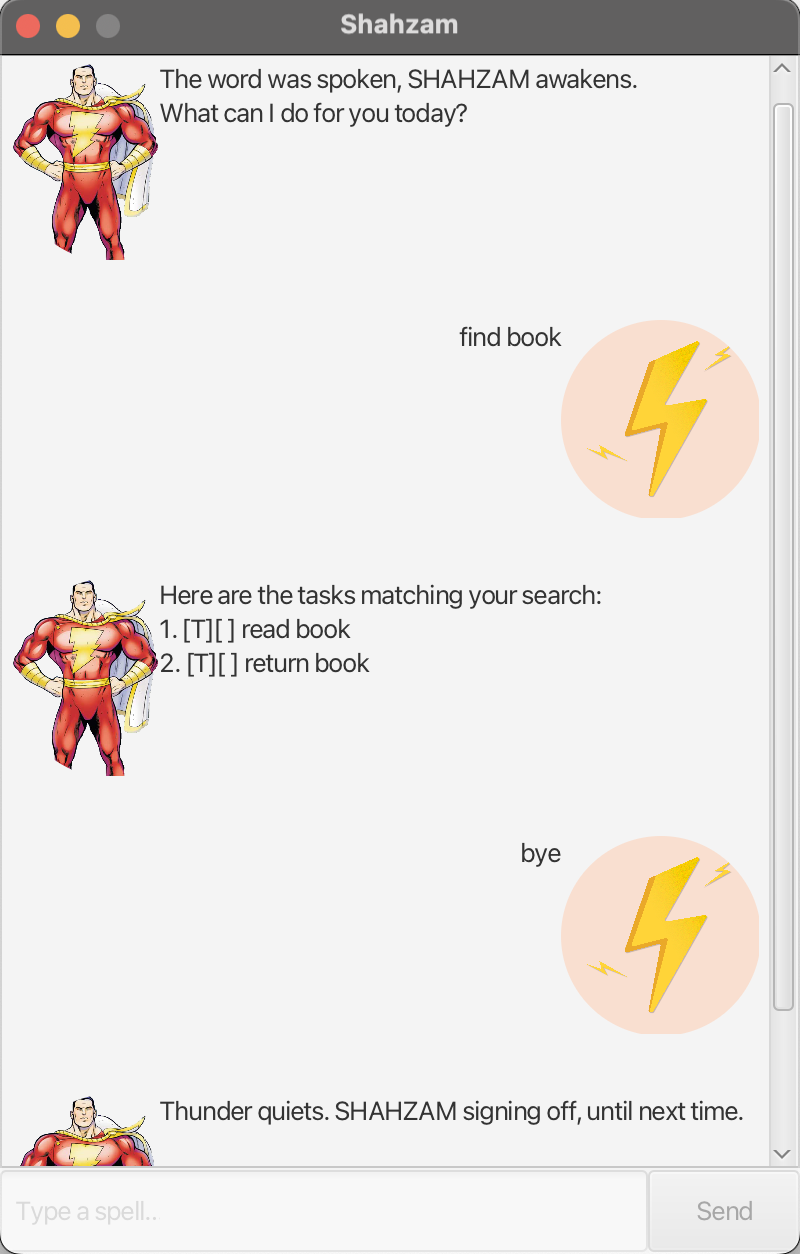 Shahzam
The word was spoken, SHAHZAM awakens.
What can I do for you today?
find book
Here are the tasks matching your search:
1. [T][ ] read book
2. [T][ ] return book
bye
Thunder quiets. SHAHZAM signing off, until next time.
Type a spell..
Send